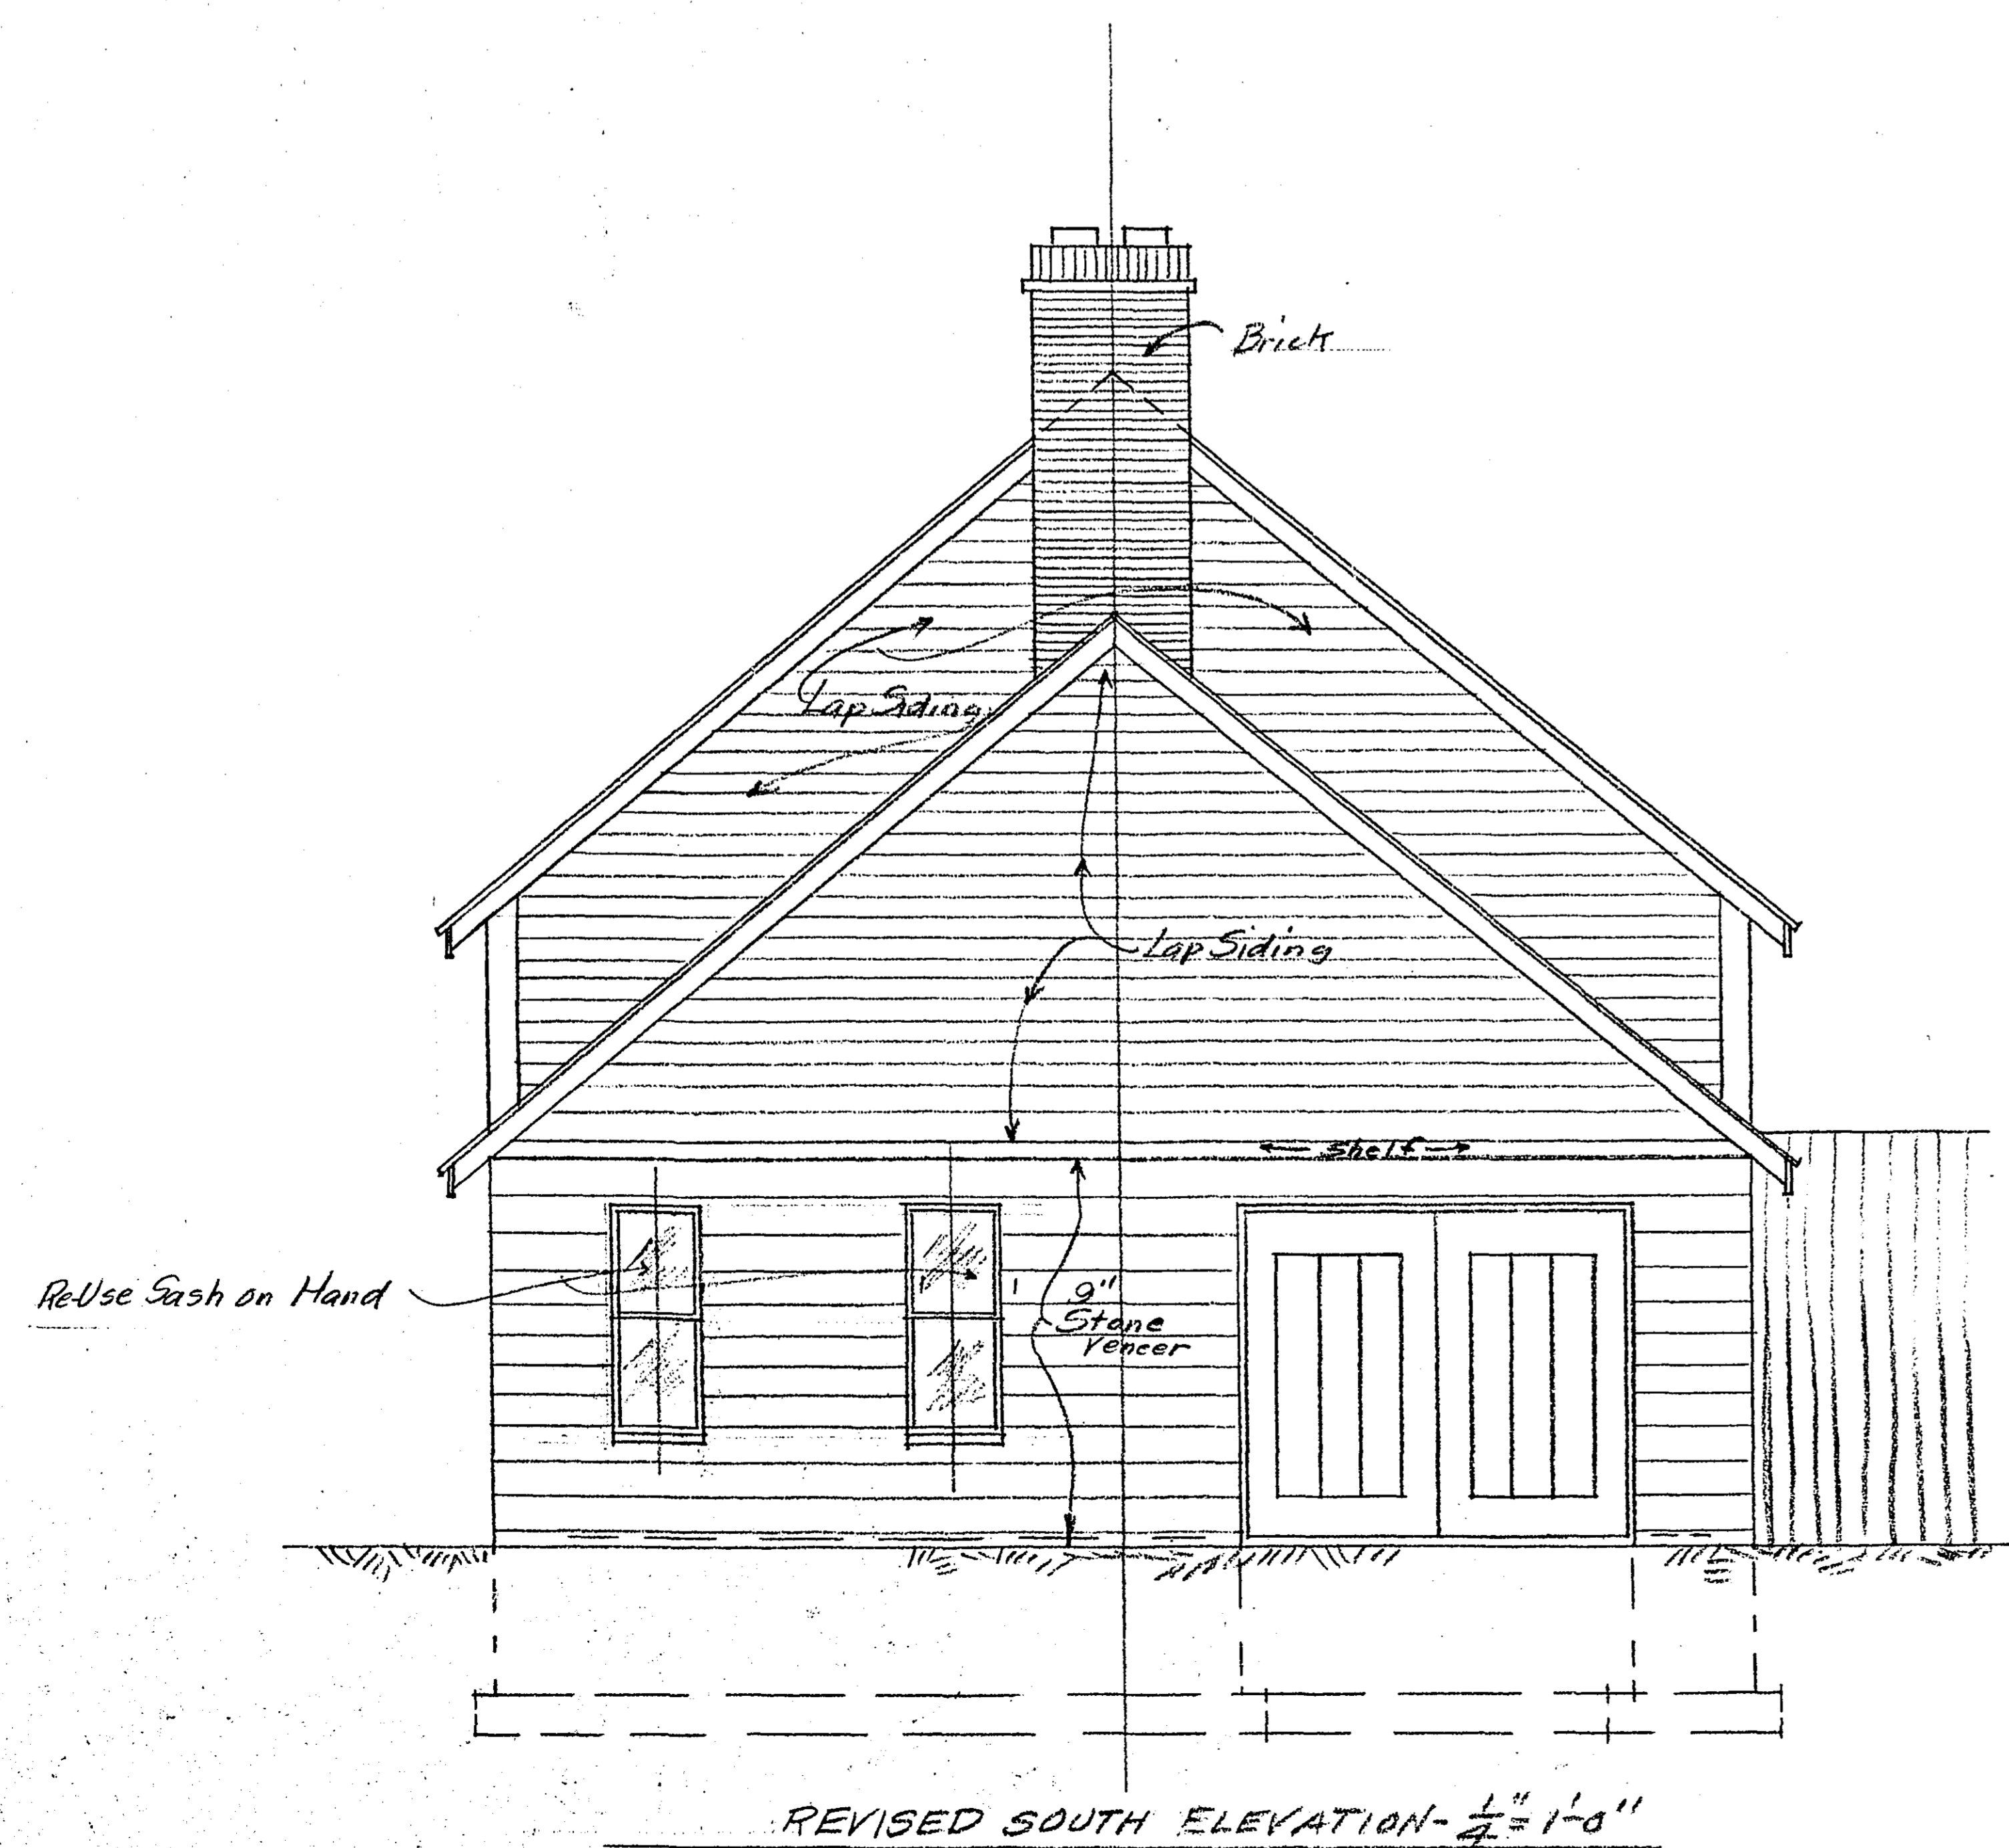 Brick
Lap Siding
Lap Siding
← Shelf →
Re-Use Sash on Hand
9"
Stone
Veneer
REVISED SOUTH ELEVATION - 1/4" = 1'-0"